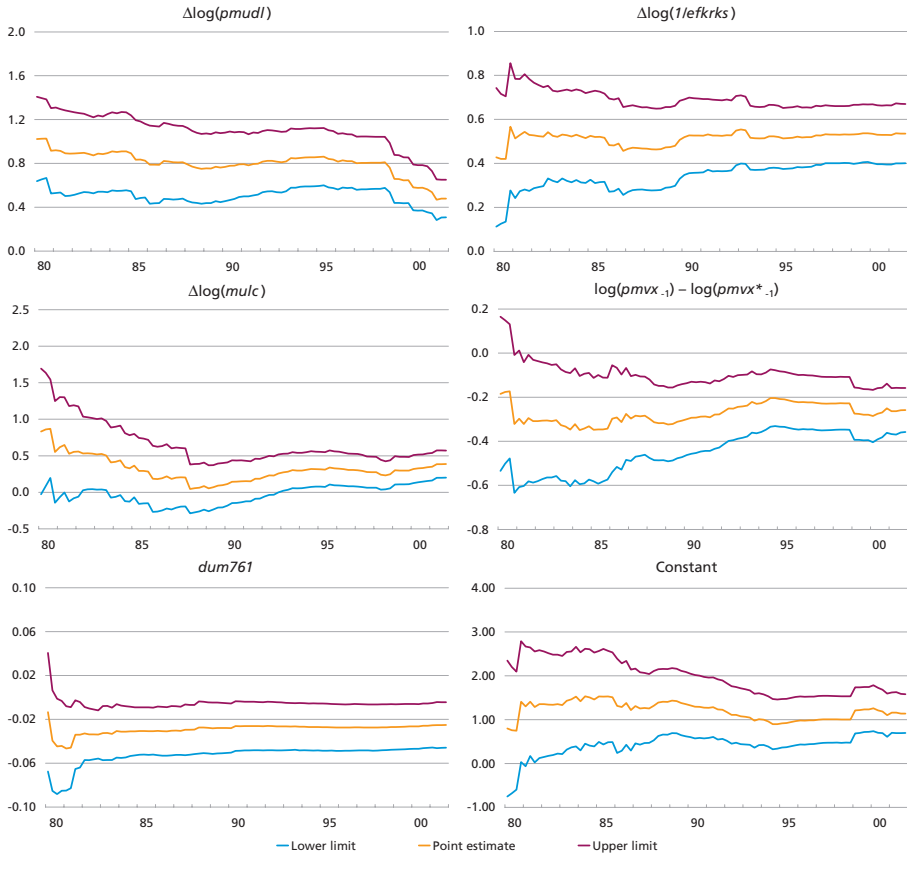 Δlog(pmudl)
2.0
1.6
1.2
0.8
0.4
0.0
80 85 90 95 00
Δlog(1/efkrks)
1.0
0.8
0.6
0.4
0.2
0.0
80 85 90 95 00
Δlog(mulc)
2.5
2.0
1.5
1.0
0.5
0.0
-0.5
80 85 90 95 00
log(pmvx -1) – log(pmvx* -1)
0.2
0.0
-0.2
-0.4
-0.6
-0.8
80 85 90 95 00
dum761
0.10
0.06
0.02
-0.02
-0.06
-0.10
80 85 90 95 00
Constant
4.00
3.00
2.00
1.00
0.00
-1.00
80 85 90 95 00
Lower limit Point estimate Upper limit